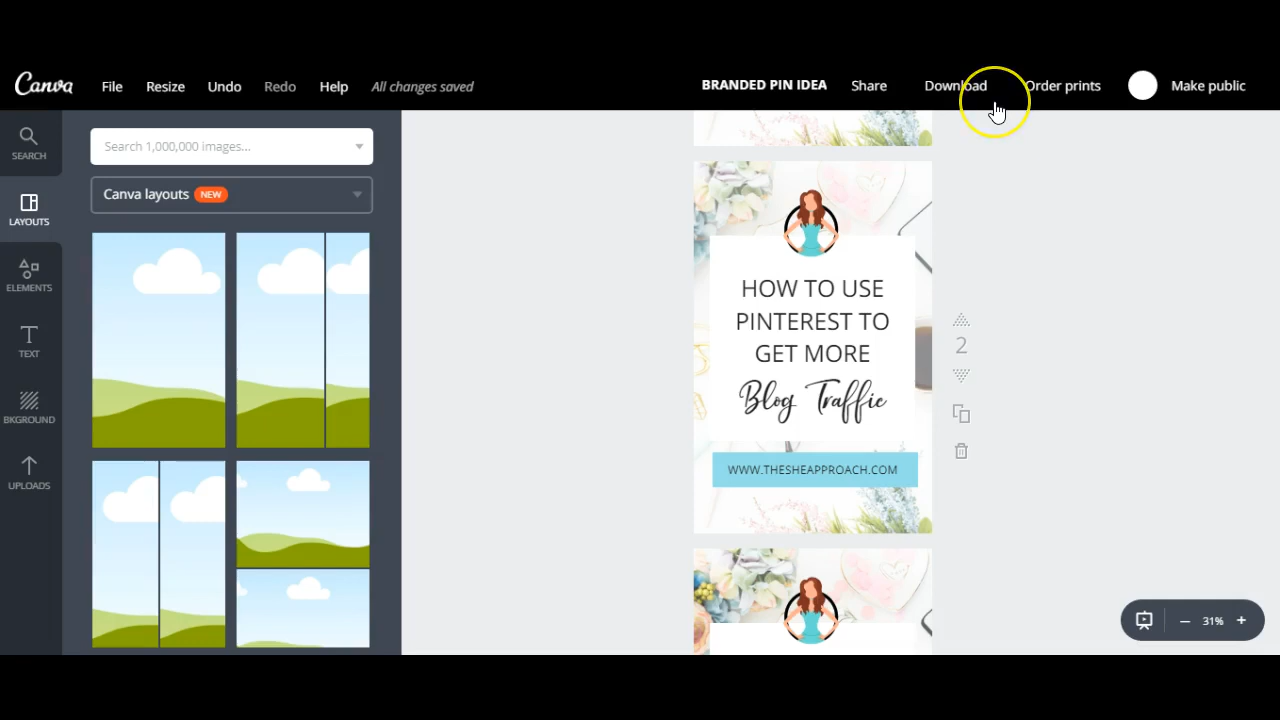 Canva File Resize Undo Redo Help All changes saved BRANDED PIN IDEA Share Download Order prints Make public
SEARCH
LAYOUTS
ELEMENTS
TEXT
BKGROUND
UPLOADS
Search 1,000,000 images...
Canva layouts NEW
HOW TO USE
PINTEREST TO
GET MORE
Blog Traffic
WWW.THESHEAPPROACH.COM
2
31%